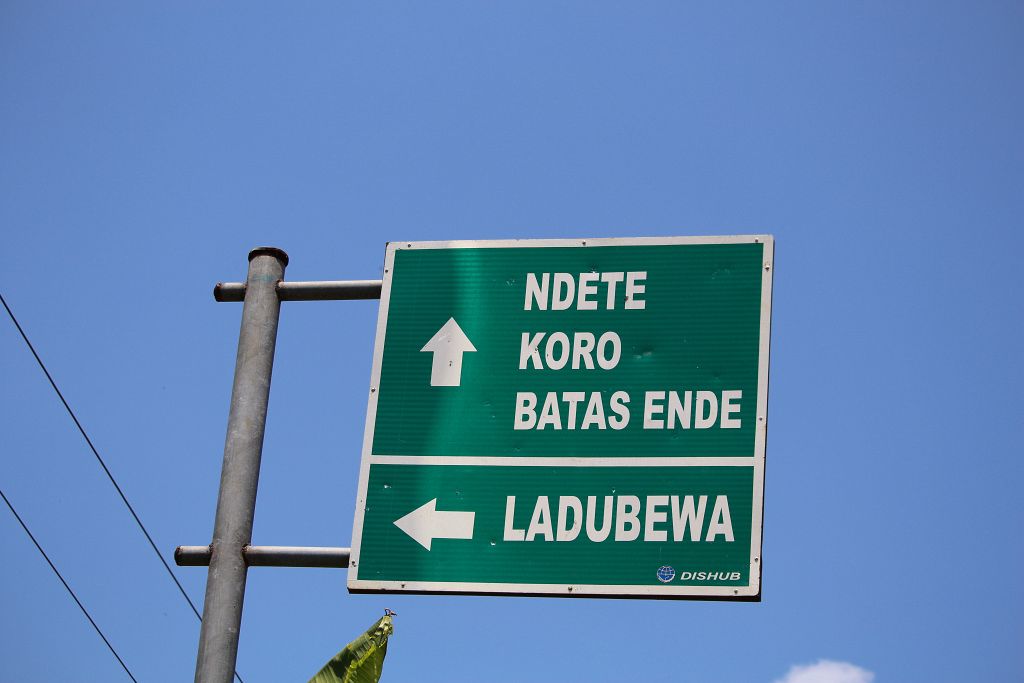 NDETE
KORO
BATAS ENDE
LADUBEWA
DISHUB